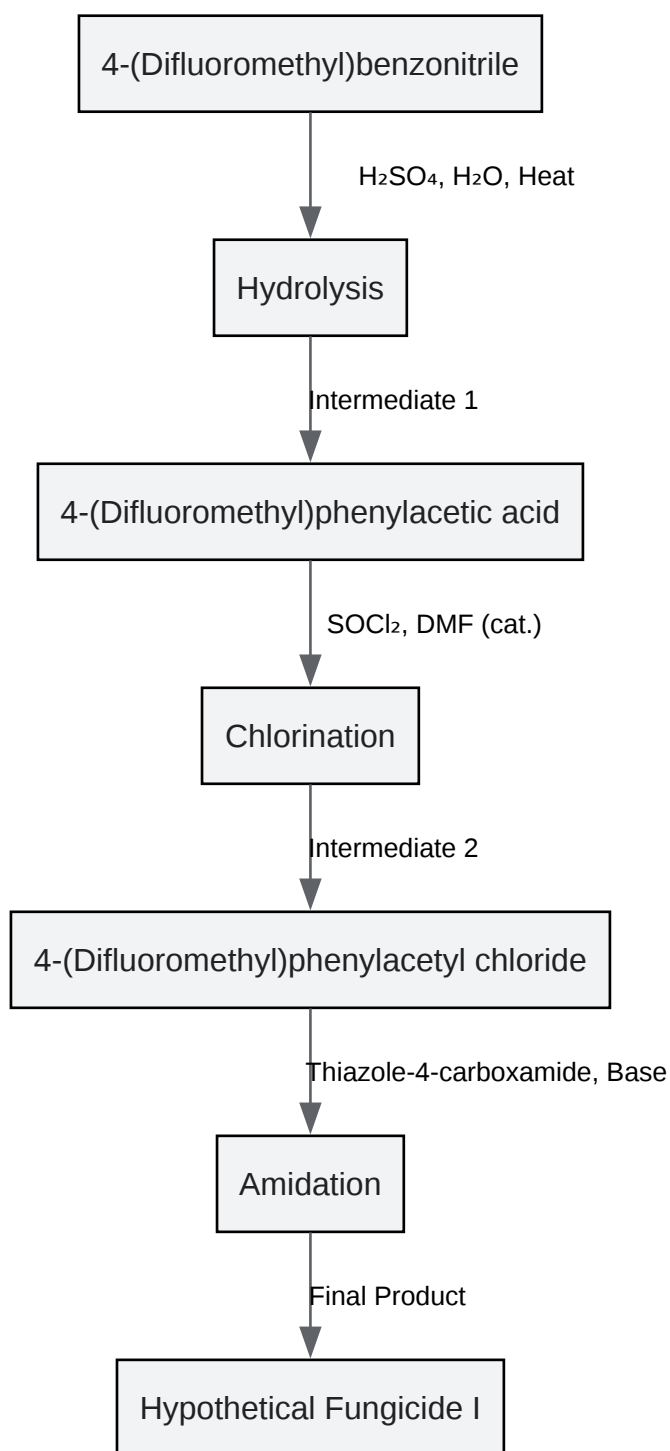 4-(Difluoromethyl)benzonitrile
H₂SO₄, H₂O, Heat
Hydrolysis
Intermediate 1
4-(Difluoromethyl)phenylacetic acid
SOCl₂, DMF (cat.)
Chlorination
Intermediate 2
4-(Difluoromethyl)phenylacetyl chloride
Thiazole-4-carboxamide, Base
Amidation
Final Product
Hypothetical Fungicide I